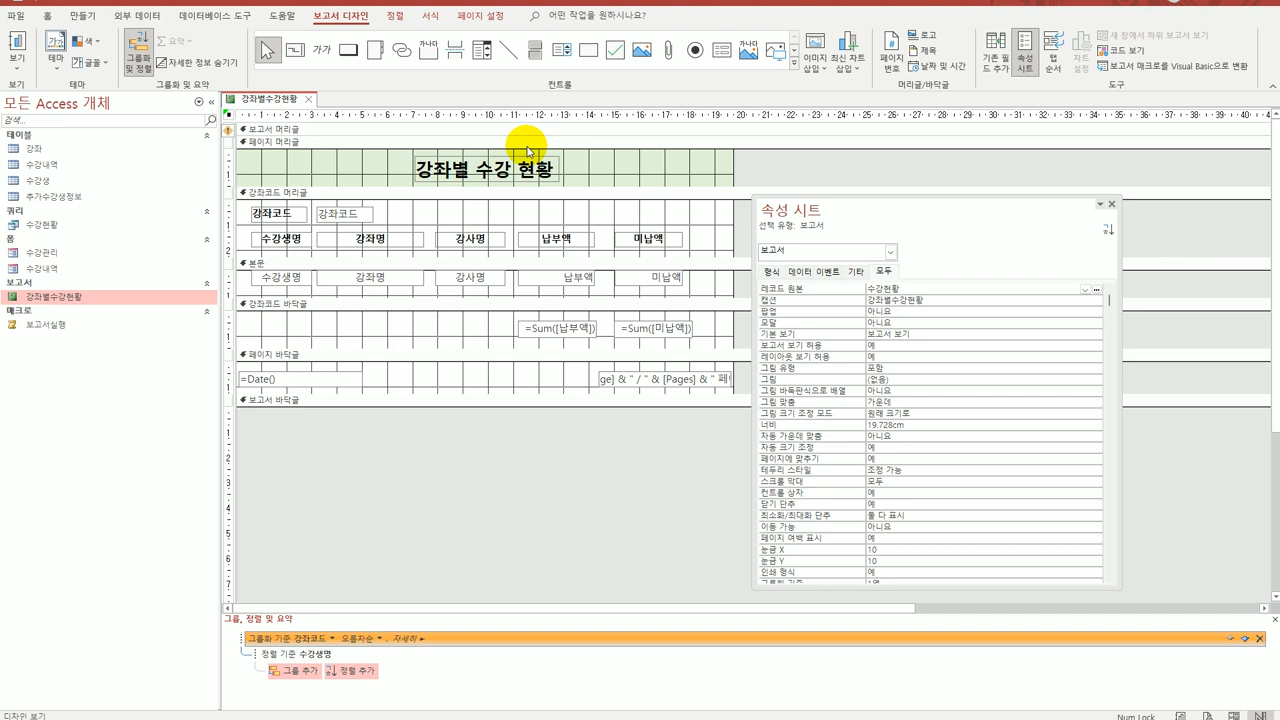 파일 홈 만들기 외부 데이터 데이터베이스 도구 도움말 보고서 디자인 정렬 서식 페이지 설정 어떤 작업을 원하시나요?
보기 테마 색 글꼴 그룹화 및 정렬 요약 자세한 정보 숨기기 가가 가나다 가나다 이미지 삽입 최신 차트 삽입 페이지 번호 로고 제목 날짜 및 시간 기존 필드 추가 속성 시트 탭 순서 차트 설정 새 창에서 하위 보고서 보기 코드 보기 보고서 매크로를 Visual Basic으로 변환
보기 테마 그룹화 및 요약 컨트롤 머리글/바닥글 도구
모든 Access 개체
검색...
테이블
강좌
수강내역
수강생
추가수강생정보
쿼리
수강현황
폼
수강관리
수강내역
보고서
강좌별수강현황
매크로
보고서실행
강좌별수강현황
보고서 머리글
페이지 머리글
강좌별 수강 현황
강좌코드 머리글
강좌코드 강좌코드
수강생명 강좌명 강사명 납부액 미납액
본문
수강생명 강좌명 강사명 납부액 미납액
강좌코드 바닥글
=Sum([납부액]) =Sum([미납액])
페이지 바닥글
=Date() ge] & " / " & [Pages] & " 페
보고서 바닥글
속성 시트
선택 유형: 보고서
보고서
형식 데이터 이벤트 기타 모두
레코드 원본 수강현황
캡션 강좌별수강현황
팝업 아니요
모달 아니요
기본 보기 보고서 보기
보고서 보기 허용 예
레이아웃 보기 허용 예
그림 유형 포함
그림 (없음)
그림 바둑판식으로 배열 아니요
그림 맞춤 가운데
그림 크기 조정 모드 원래 크기로
너비 19.728cm
자동 가운데 맞춤 아니요
자동 크기 조정 예
페이지에 맞추기 예
테두리 스타일 조정 가능
스크롤 막대 모두
컨트롤 상자 예
닫기 단추 예
최소화/최대화 단추 둘 다 표시
이동 가능 아니요
페이지 여백 표시 예
눈금 X 10
눈금 Y 10
인쇄 형식 예
그룹, 정렬 및 요약
그룹화 기준 강좌코드 오름차순 , 자세히
정렬 기준 수강생명
그룹 추가 정렬 추가
디자인 보기 Num Lock